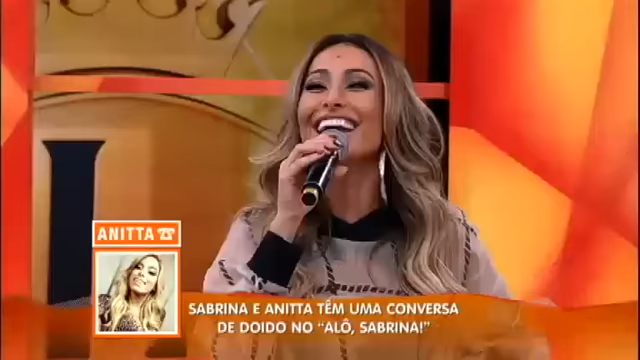 ANITTA
SABRINA E ANITTA TÊM UMA CONVERSA
DE DOIDO NO "ALÔ, SABRINA!"